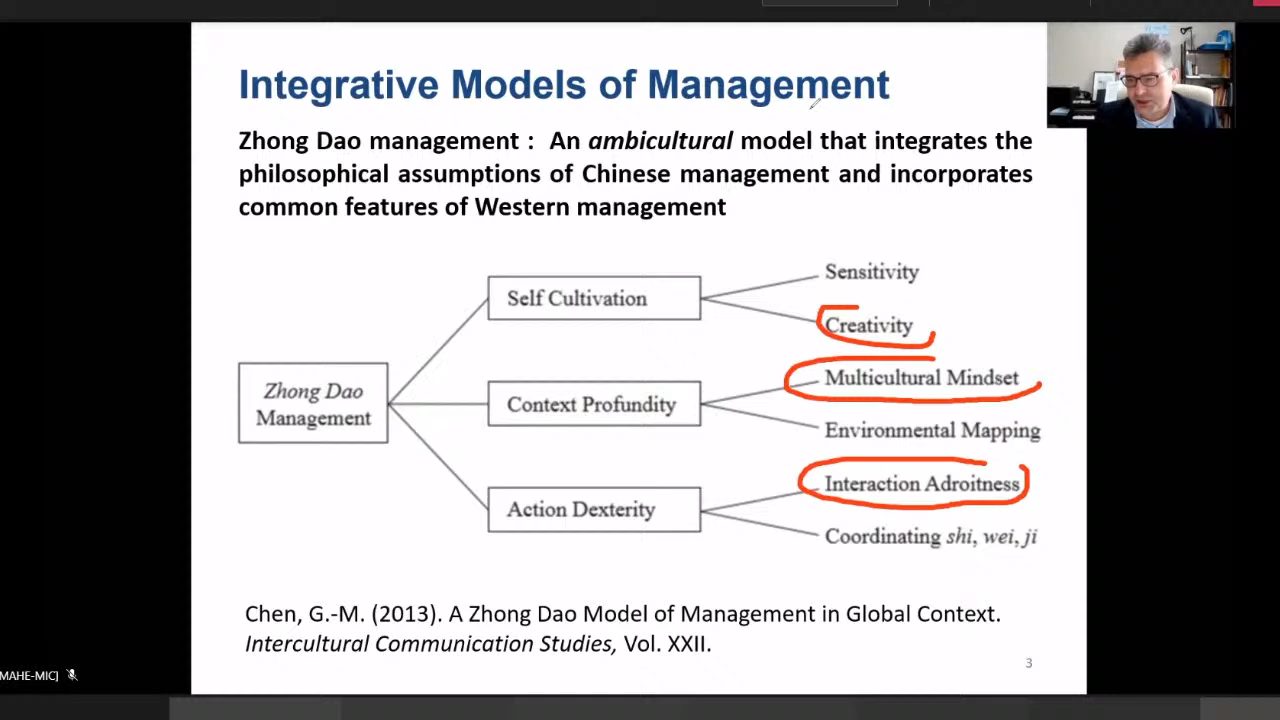 Integrative Models of Management
Zhong Dao management : An ambicultural model that integrates the
philosophical assumptions of Chinese management and incorporates
common features of Western management
Sensitivity
Self Cultivation
Creativity
Zhong Dao
Management
Multicultural Mindset
Context Profundity
Environmental Mapping
Interaction Adroitness
Action Dexterity
Coordinating shi, wei, ji
Chen, G.-M. (2013). A Zhong Dao Model of Management in Global Context.
Intercultural Communication Studies, Vol. XXII.
3
MAHE-MICJ